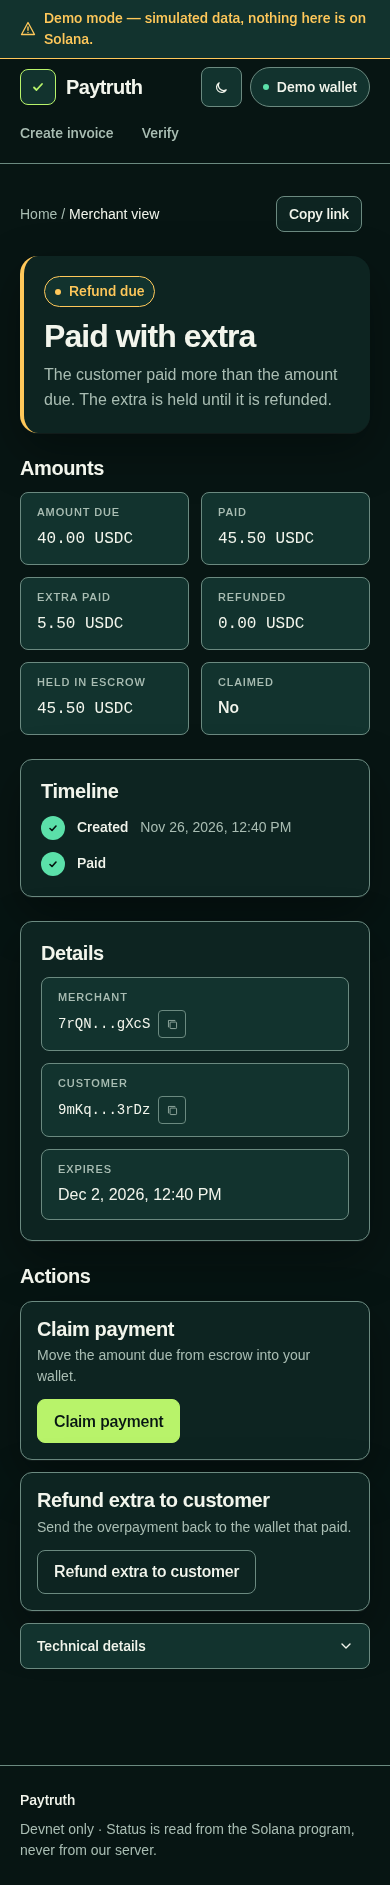 Demo mode — simulated data, nothing here is on
Solana.
Paytruth
Demo wallet
Create invoice
Verify
Home / Merchant view
Copy link
Refund due
Paid with extra
The customer paid more than the amount
due. The extra is held until it is refunded.
Amounts
AMOUNT DUE
40.00 USDC
PAID
45.50 USDC
EXTRA PAID
5.50 USDC
REFUNDED
0.00 USDC
HELD IN ESCROW
45.50 USDC
CLAIMED
No
Timeline
Created Nov 26, 2026, 12:40 PM
Paid
Details
MERCHANT
7rQN...gXcS
CUSTOMER
9mKq...3rDz
EXPIRES
Dec 2, 2026, 12:40 PM
Actions
Claim payment
Move the amount due from escrow into your
wallet.
Claim payment
Refund extra to customer
Send the overpayment back to the wallet that paid.
Refund extra to customer
Technical details
Paytruth
Devnet only · Status is read from the Solana program,
never from our server.